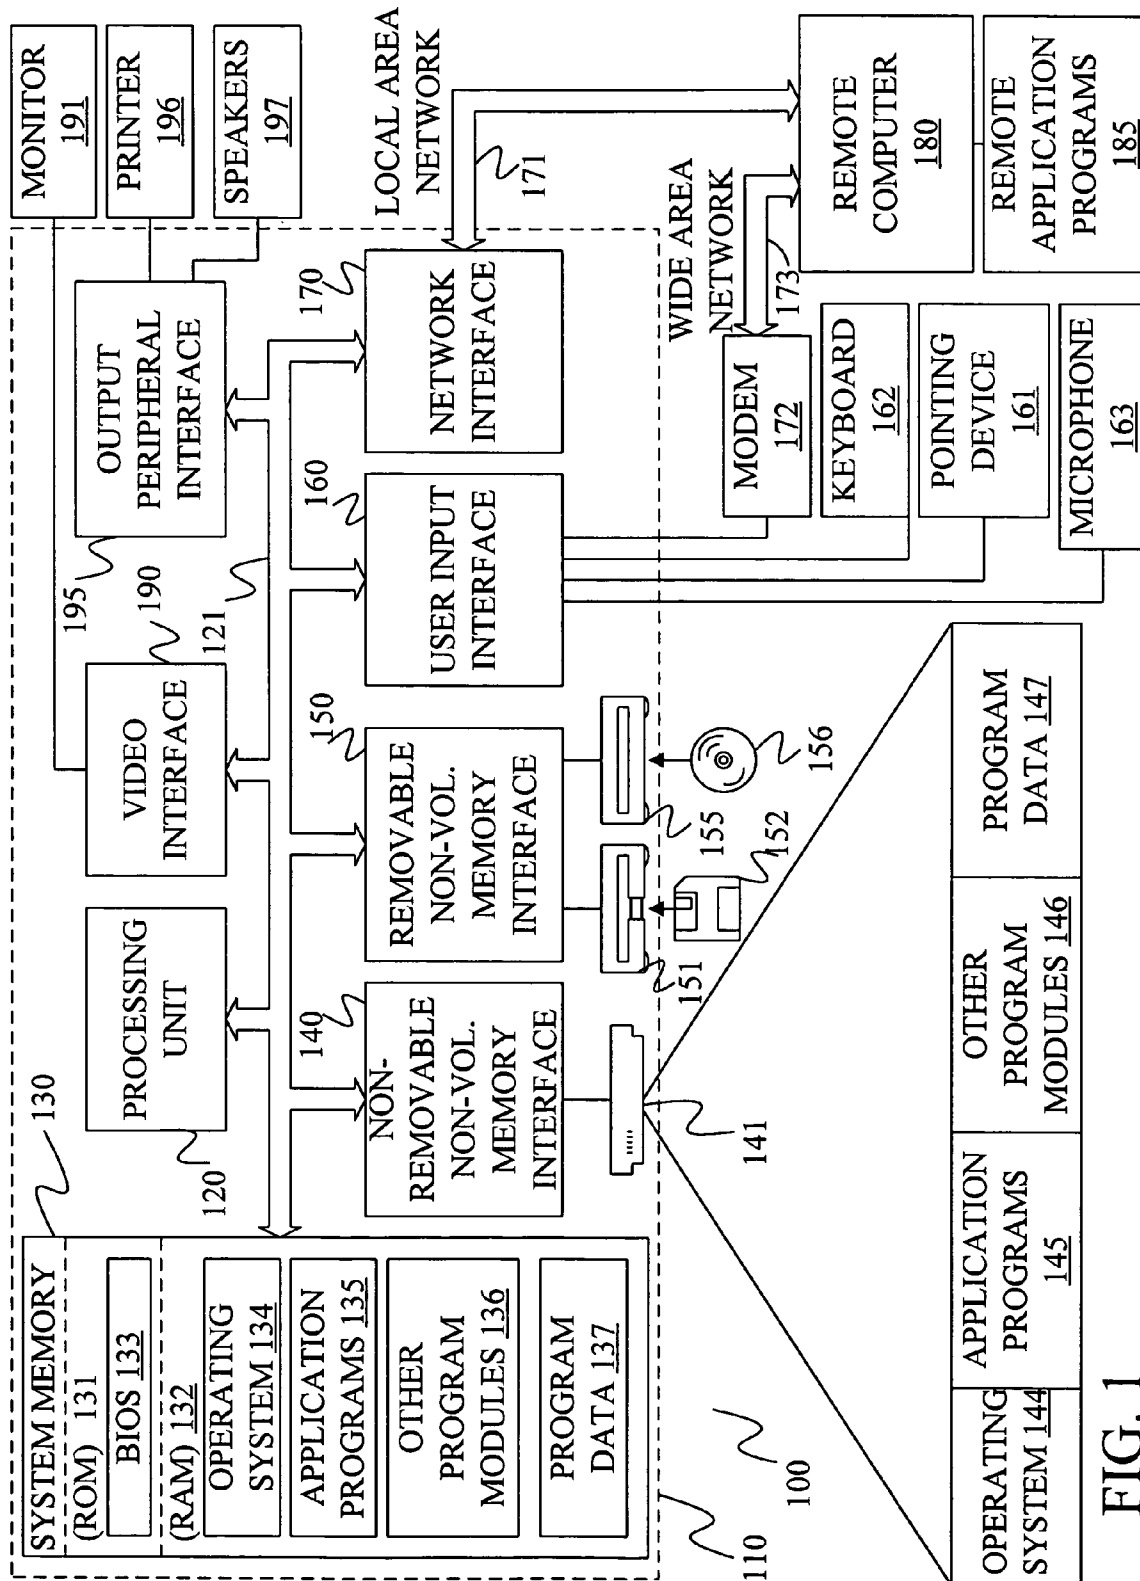 SYSTEM MEMORY
(ROM) 131
BIOS 133
(RAM) 132
OPERATING
SYSTEM 134
APPLICATION
PROGRAMS 135
OTHER
PROGRAM
MODULES 136
PROGRAM
DATA 137
130
PROCESSING
UNIT
120
VIDEO
INTERFACE
190
121
OUTPUT
PERIPHERAL
INTERFACE
195
MONITOR
191
PRINTER
196
SPEAKERS
197
NON-
REMOVABLE
NON-VOL.
MEMORY
INTERFACE
140
REMOVABLE
NON-VOL.
MEMORY
INTERFACE
150
USER INPUT
INTERFACE
160
NETWORK
INTERFACE
170
LOCAL AREA
NETWORK
171
141
151
152
155
156
WIDE AREA
NETWORK
173
MODEM
172
KEYBOARD
162
POINTING
DEVICE
161
MICROPHONE
163
REMOTE
COMPUTER
180
REMOTE
APPLICATION
PROGRAMS
185
110
100
OPERATING
SYSTEM 144
APPLICATION
PROGRAMS
145
OTHER
PROGRAM
MODULES 146
PROGRAM
DATA 147
FIG. 1